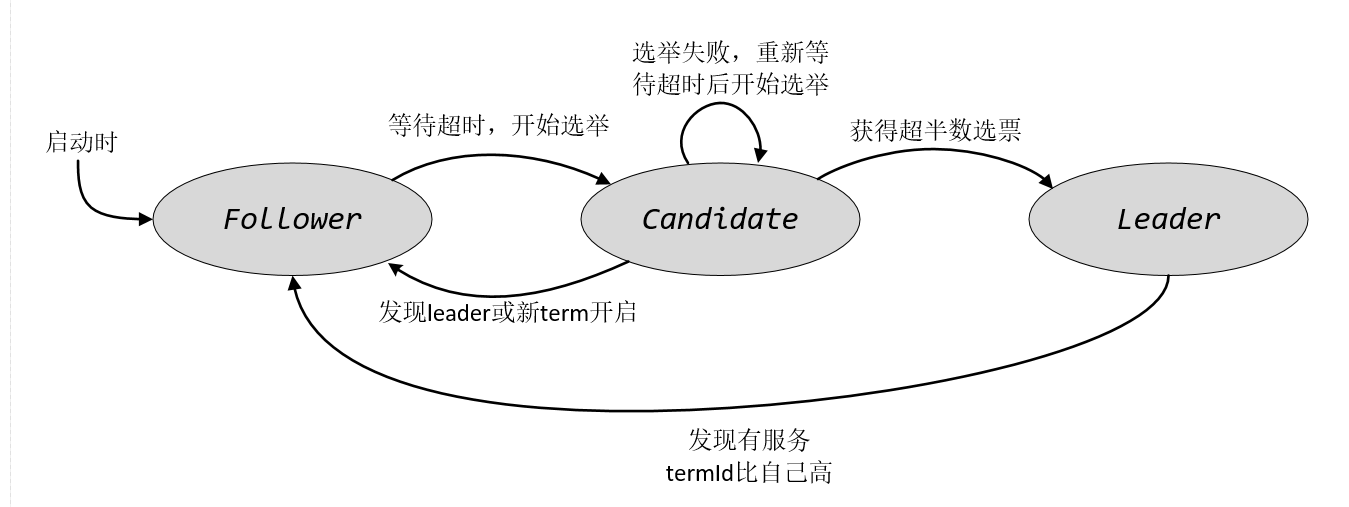 选举失败，重新等
待超时后开始选举
启动时
等待超时，开始选举
获得超半数选票
Follower
Candidate
Leader
发现leader或新term开启
发现有服务
termId比自己高